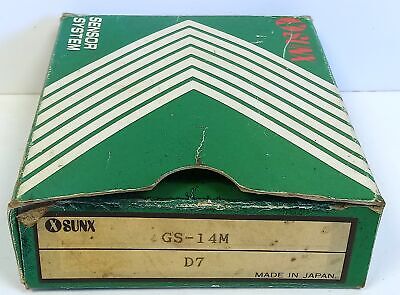 SENSOR
SYSTEM
SUNX
GS-14M
D7
MADE IN JAPAN